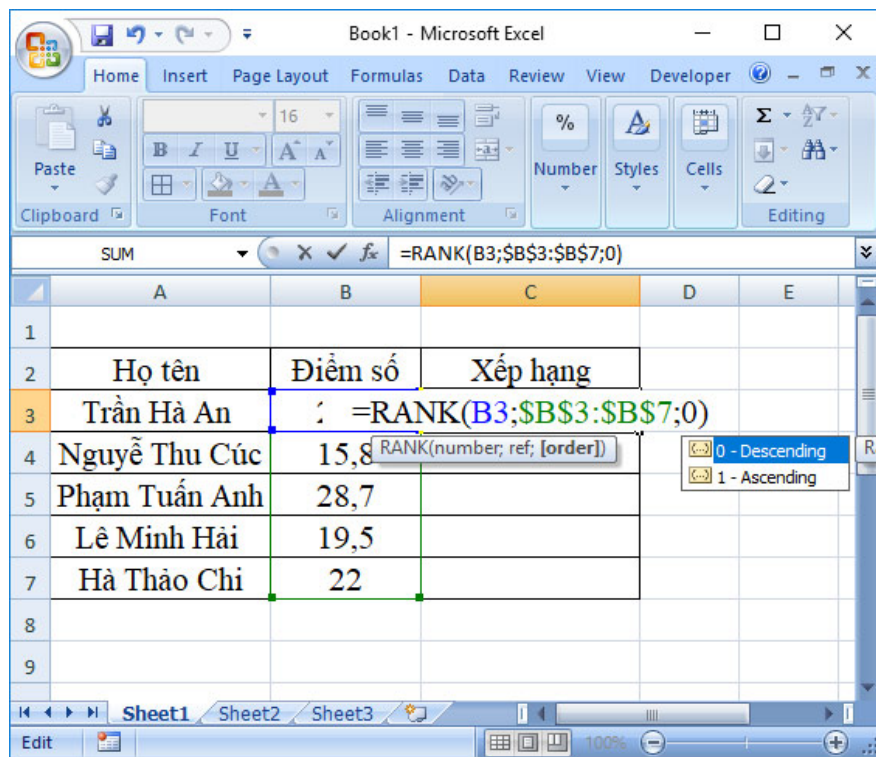 Book1 - Microsoft Excel
Home Insert Page Layout Formulas Data Review View Developer
16
Paste B I U A A % Number Styles Cells Σ
Clipboard Font Alignment Editing
SUM fx =RANK(B3;$B$3:$B$7;0)
A B C D E
1
2 Họ tên Điểm số Xếp hạng
3 Trần Hà An =RANK(B3;$B$3:$B$7;0)
RANK(number; ref; [order])
0 - Descending
1 - Ascending
4 Nguyễ Thu Cúc 15,8
5 Phạm Tuấn Anh 28,7
6 Lê Minh Hải 19,5
7 Hà Thảo Chi 22
8
9
Sheet1 Sheet2 Sheet3
Edit 100%